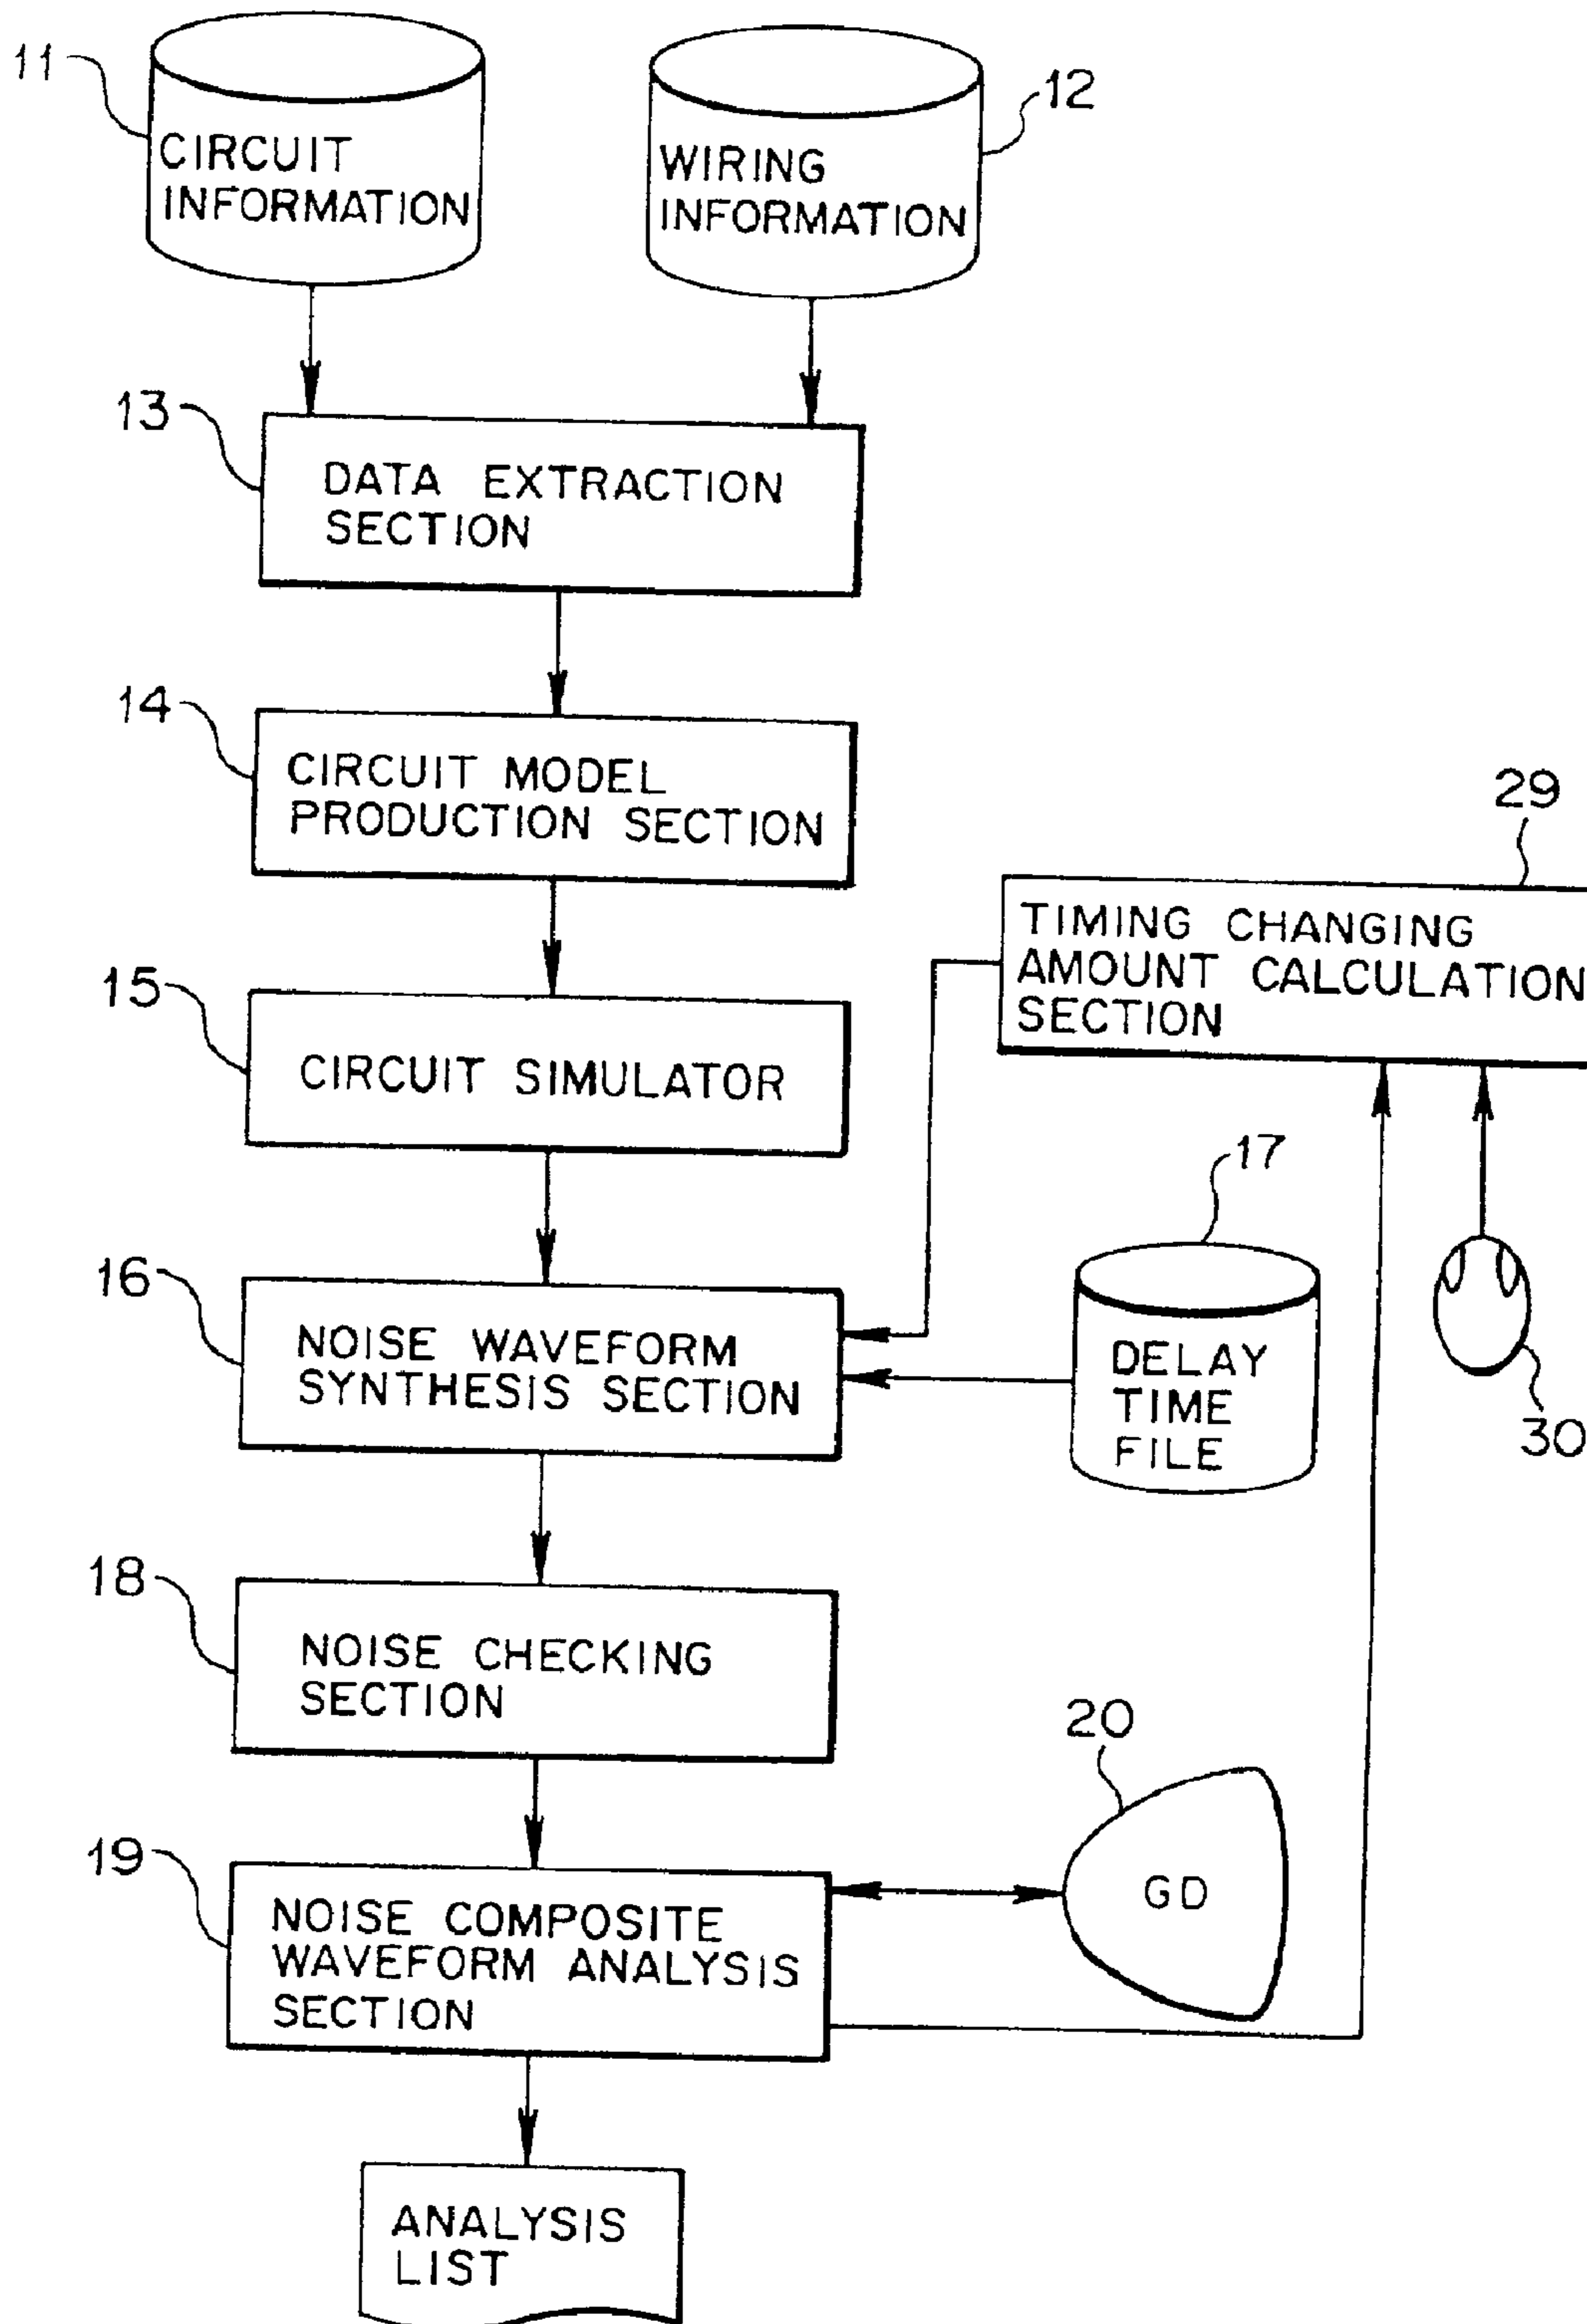 11
CIRCUIT
INFORMATION
12
WIRING
INFORMATION
13
DATA EXTRACTION
SECTION
14
CIRCUIT MODEL
PRODUCTION SECTION
29
TIMING CHANGING
AMOUNT CALCULATION
SECTION
15
CIRCUIT SIMULATOR
17
DELAY
TIME
FILE
30
16
NOISE WAVEFORM
SYNTHESIS SECTION
18
NOISE CHECKING
SECTION
20
GD
19
NOISE COMPOSITE
WAVEFORM ANALYSIS
SECTION
ANALYSIS
LIST